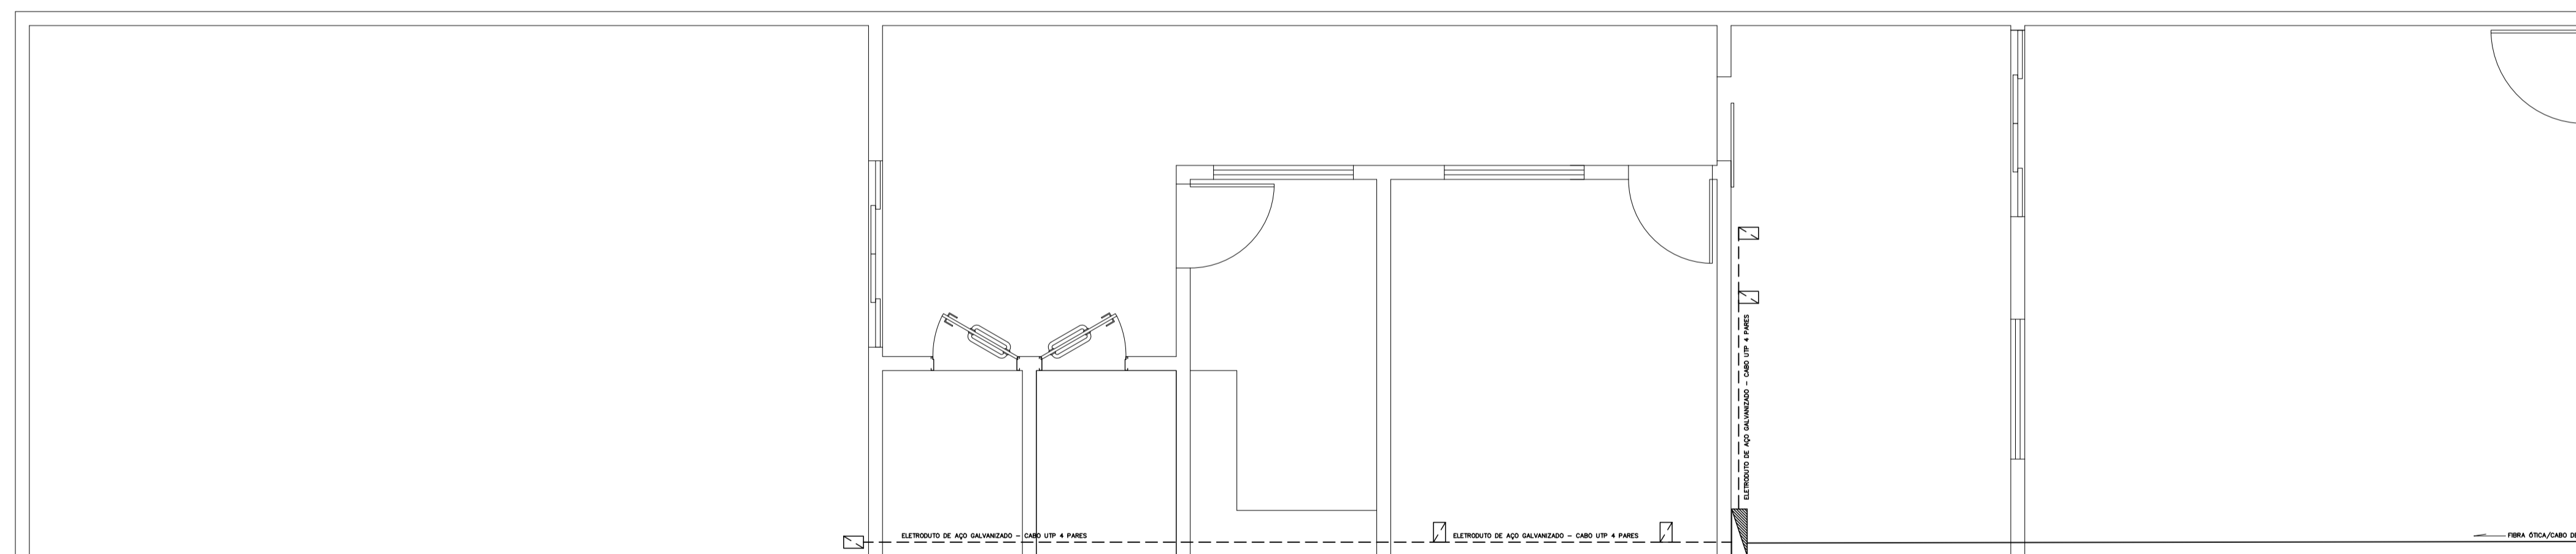 ELETRODUTO DE AÇO GALVANIZADO - CABO UTP 4 PARES
ELETRODUTO DE AÇO GALVANIZADO - CABO UTP 4 PARES
ELETRODUTO DE AÇO GALVANIZADO - CABO UTP 4 PARES
FIBRA ÓTICA/CABO DE